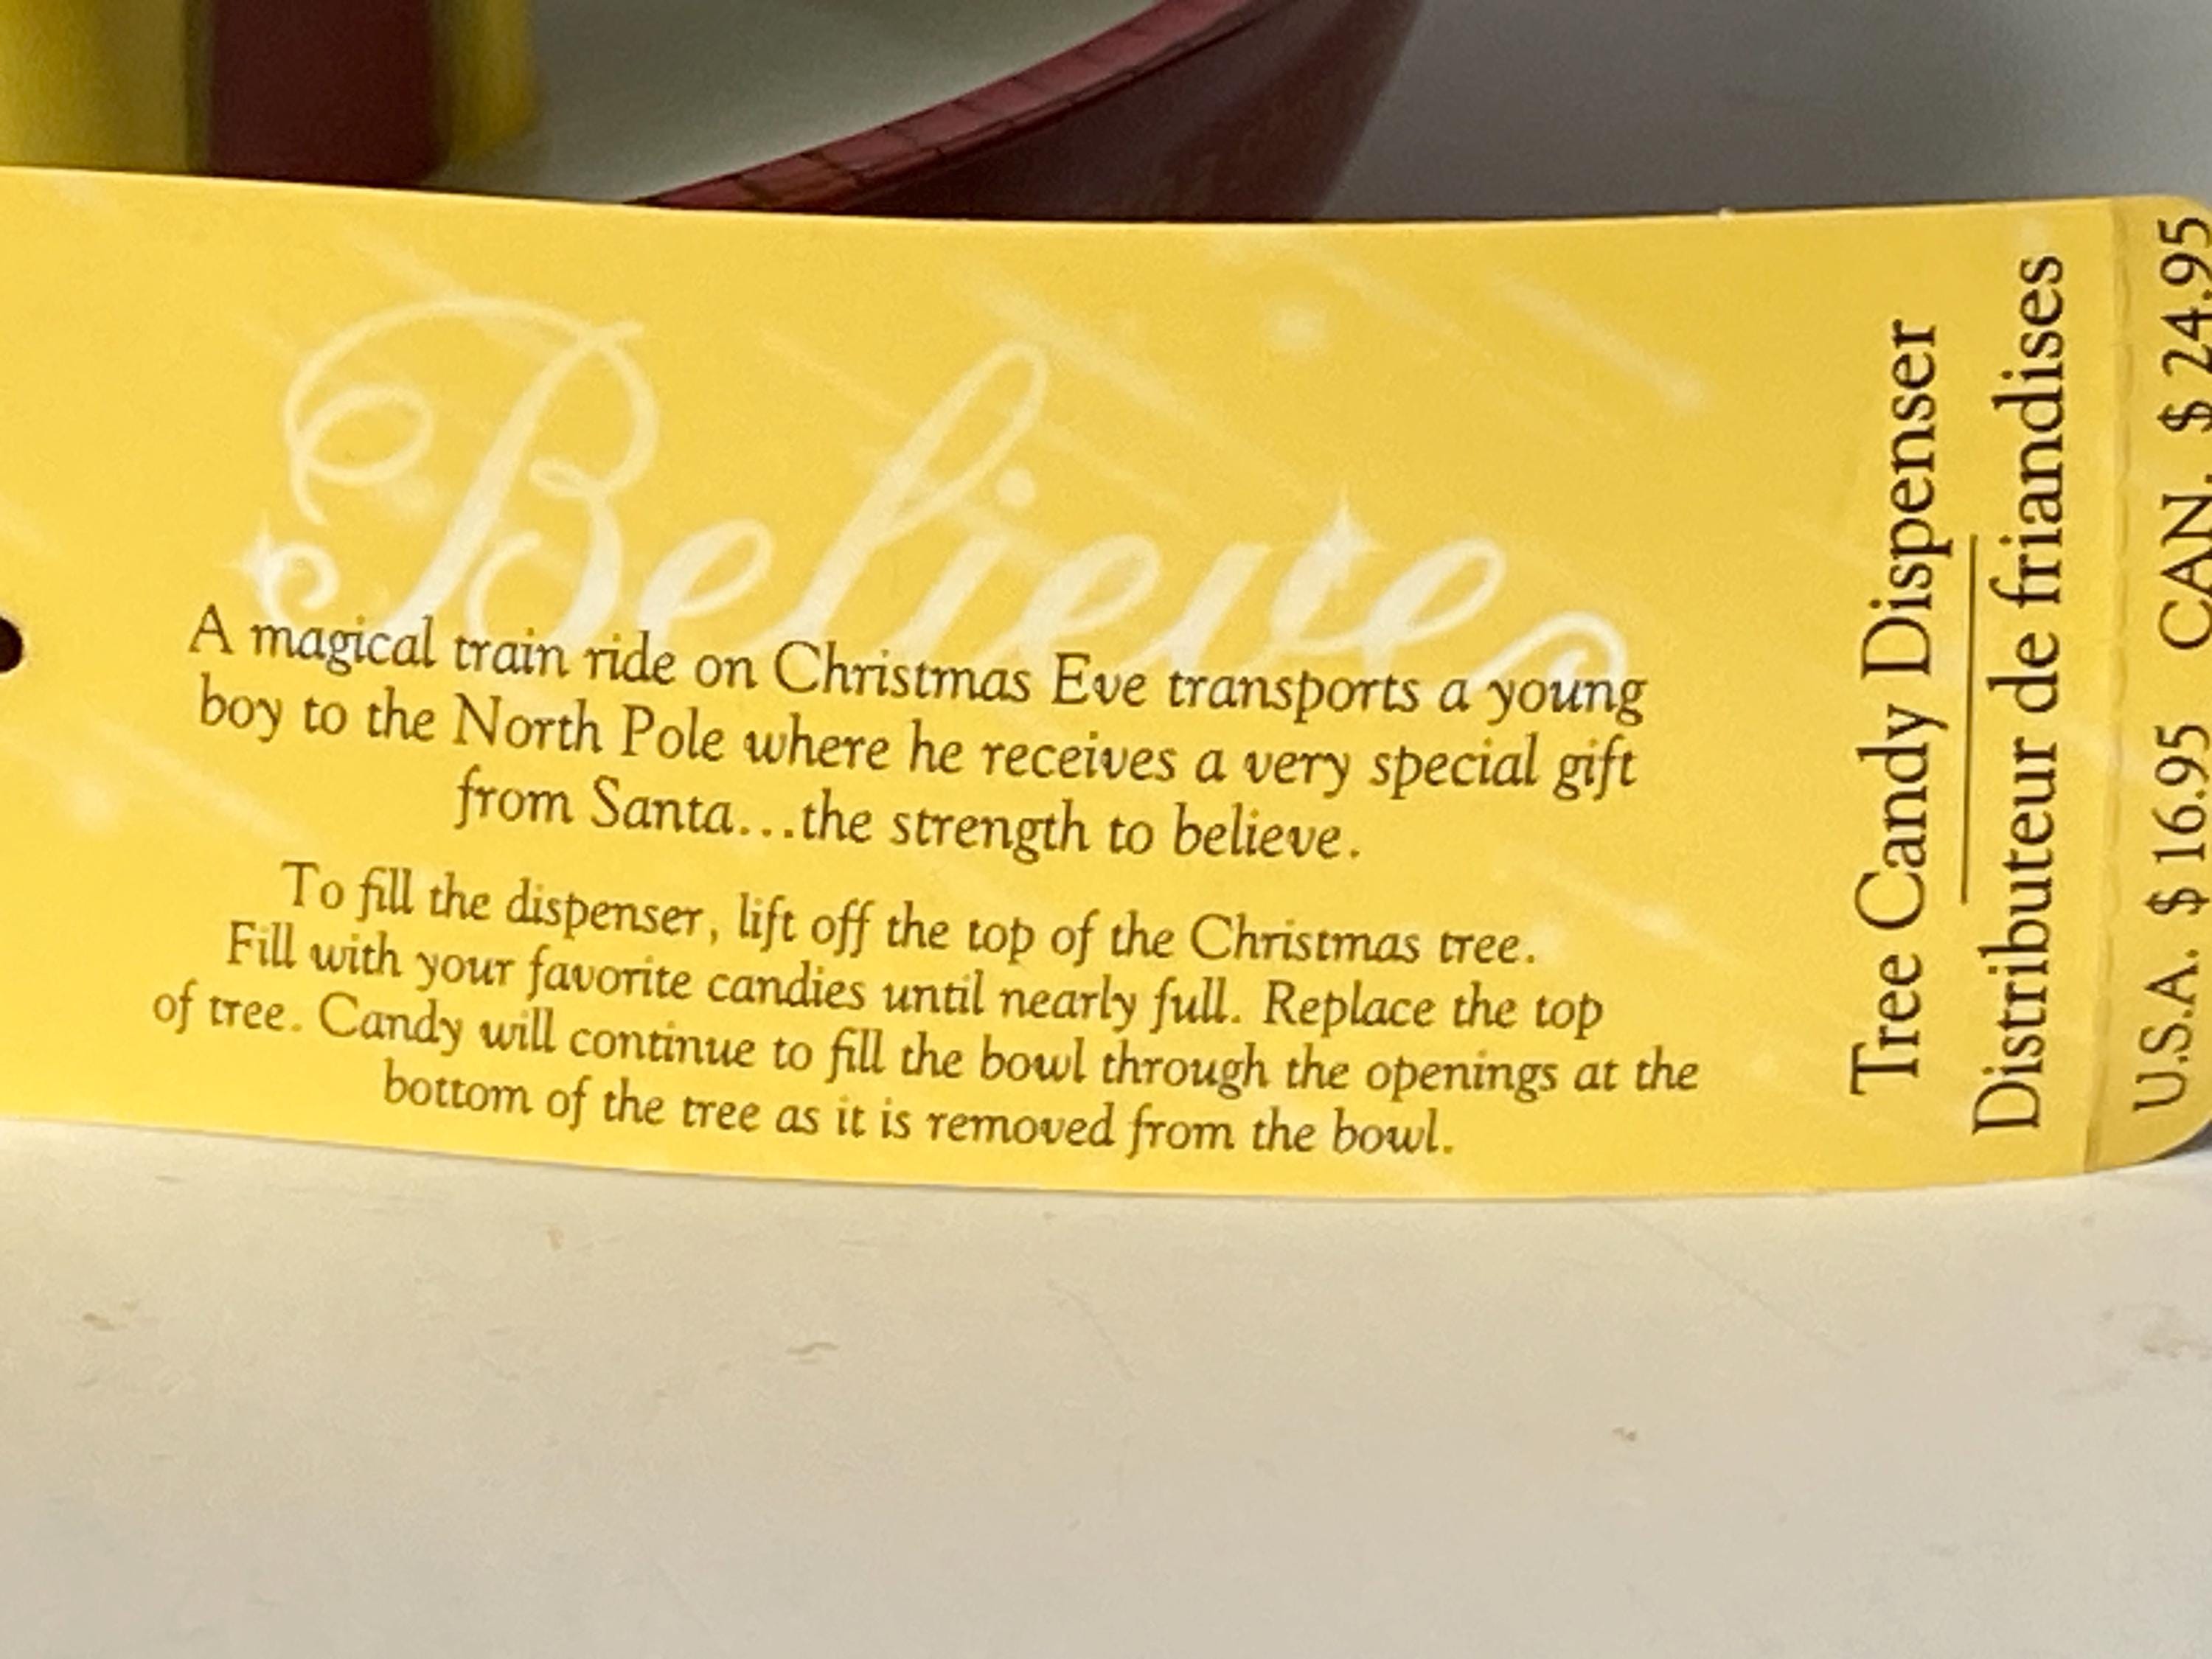 Believe
A magical train ride on Christmas Eve transports a young
boy to the North Pole where he receives a very special gift
from Santa...the strength to believe.
To fill the dispenser, lift off the top of the Christmas tree.
Fill with your favorite candies until nearly full. Replace the top
of tree. Candy will continue to fill the bowl through the openings at the
bottom of the tree as it is removed from the bowl.
Tree Candy Dispenser
Distributeur de friandises
U.S.A. $ 16.95 CAN. $ 24.95